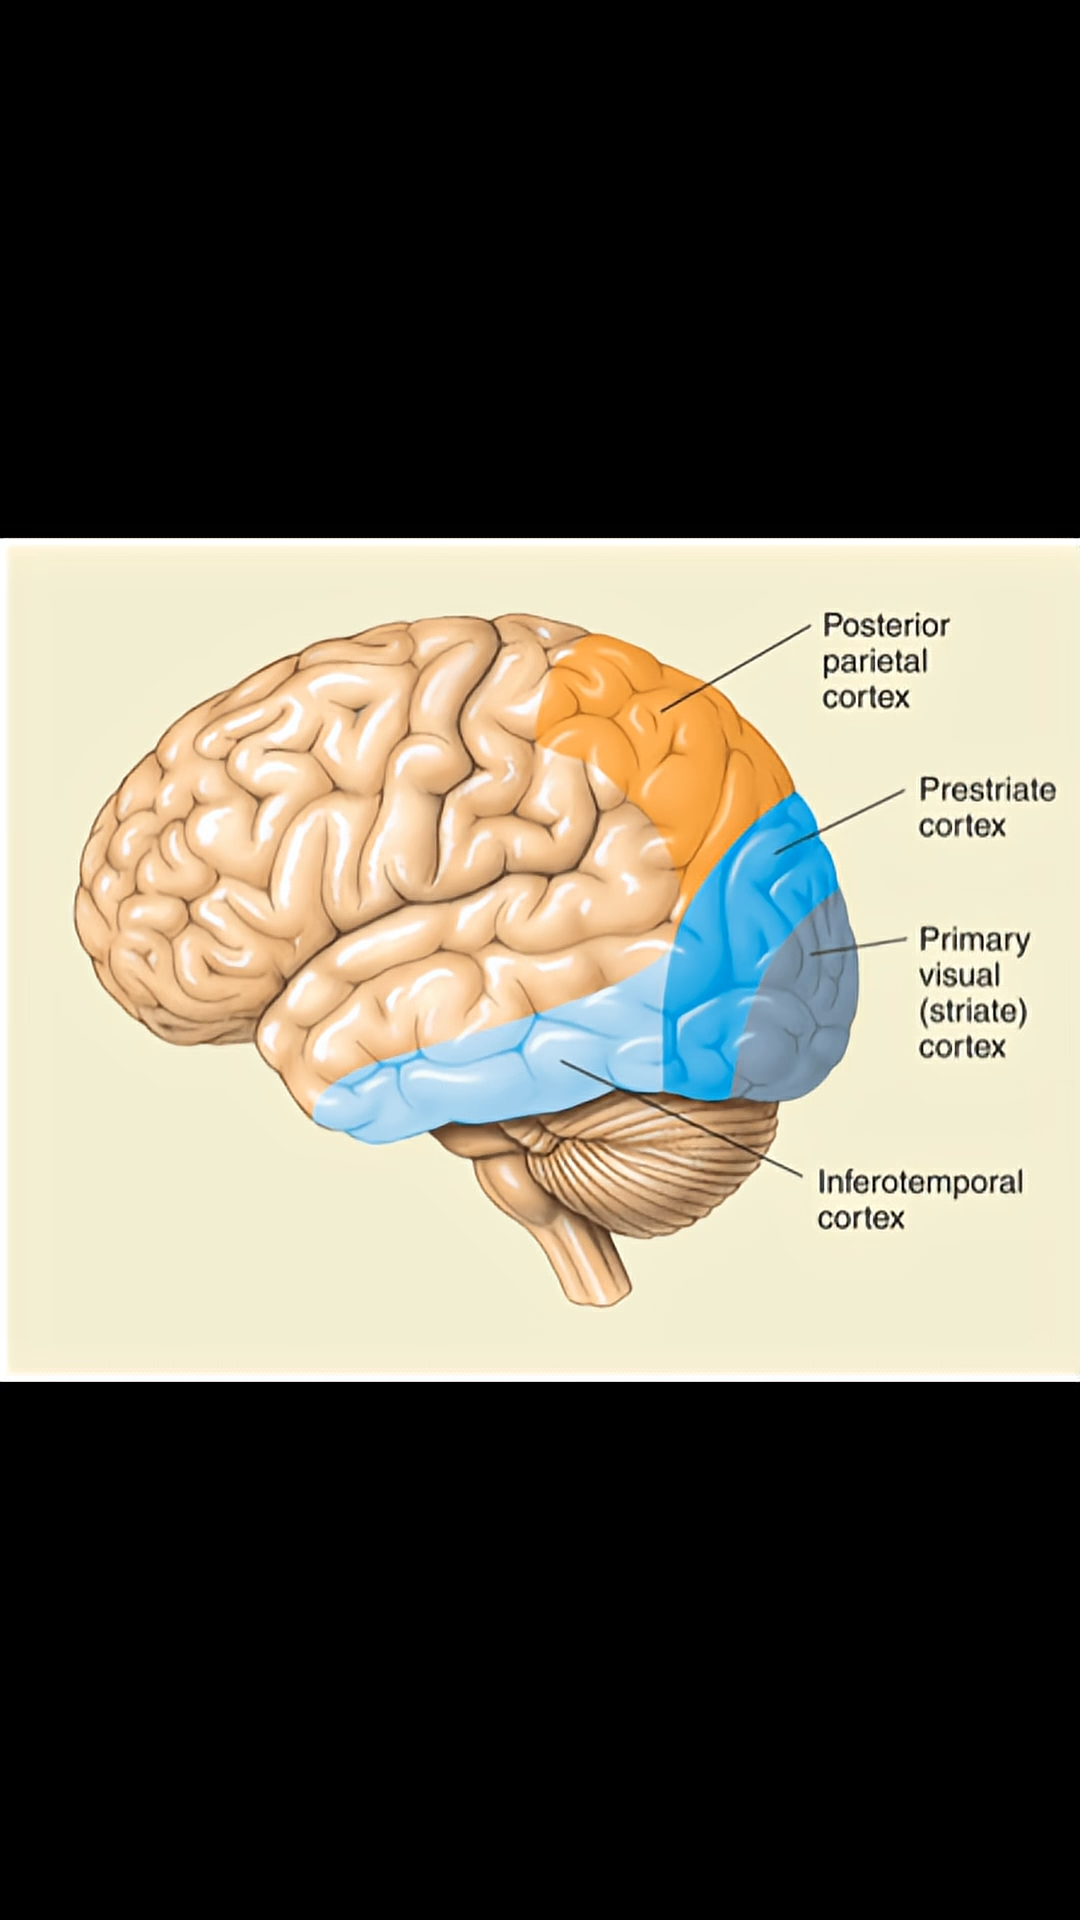 Posterior
parietal
cortex
Prestriate
cortex
Primary
visual
(striate)
cortex
Inferotemporal
cortex